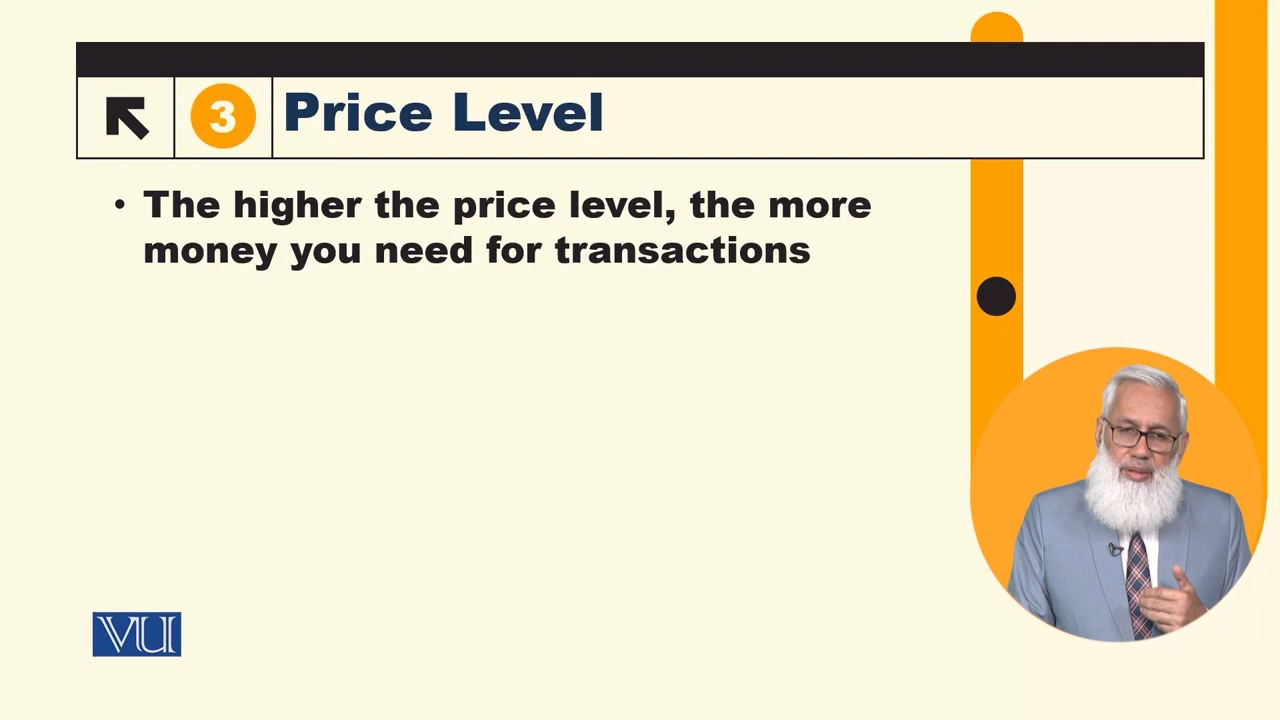 3 Price Level
• The higher the price level, the more
money you need for transactions
VU